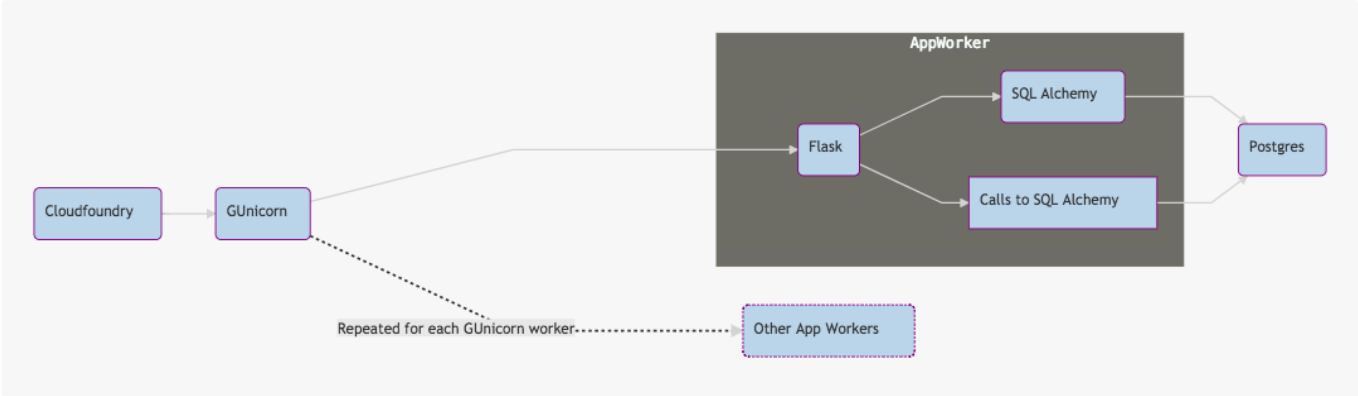 AppWorker
SQL Alchemy
Flask
Postgres
Calls to SQL Alchemy
Cloudfoundry
GUnicorn
Repeated for each GUnicorn worker
Other App Workers